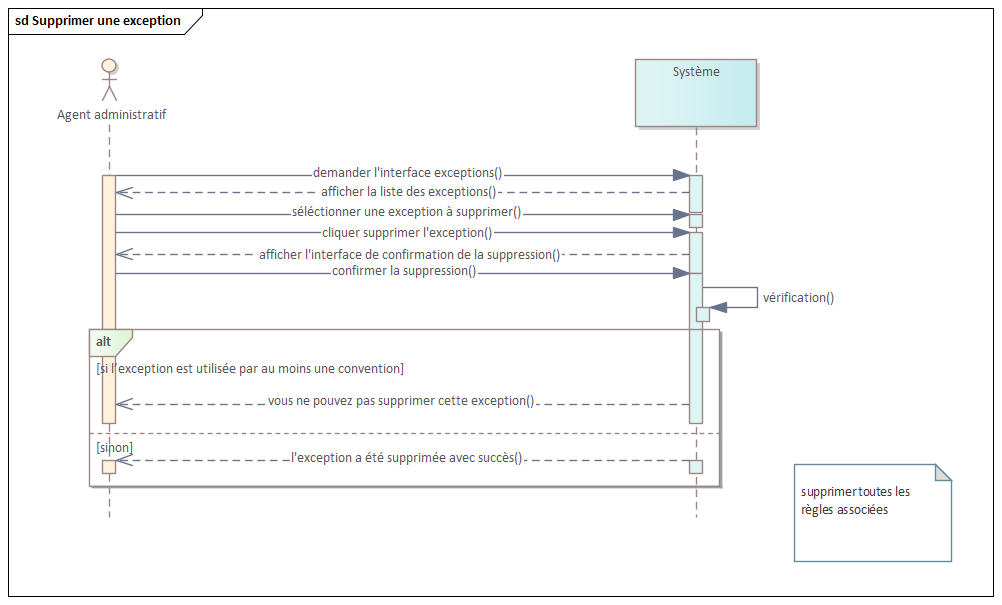 sd Supprimer une exception
Agent administratif
Système
demander l'interface exceptions()
afficher la liste des exceptions()
séléctionner une exception à supprimer()
cliquer supprimer l'exception()
afficher l'interface de confirmation de la suppression()
confirmer la suppression()
vérification()
alt
[si l'exception est utilisée par au moins une convention]
vous ne pouvez pas supprimer cette exception()
[sinon]
l'exception a été supprimée avec succès()
supprimer toutes les
règles associées